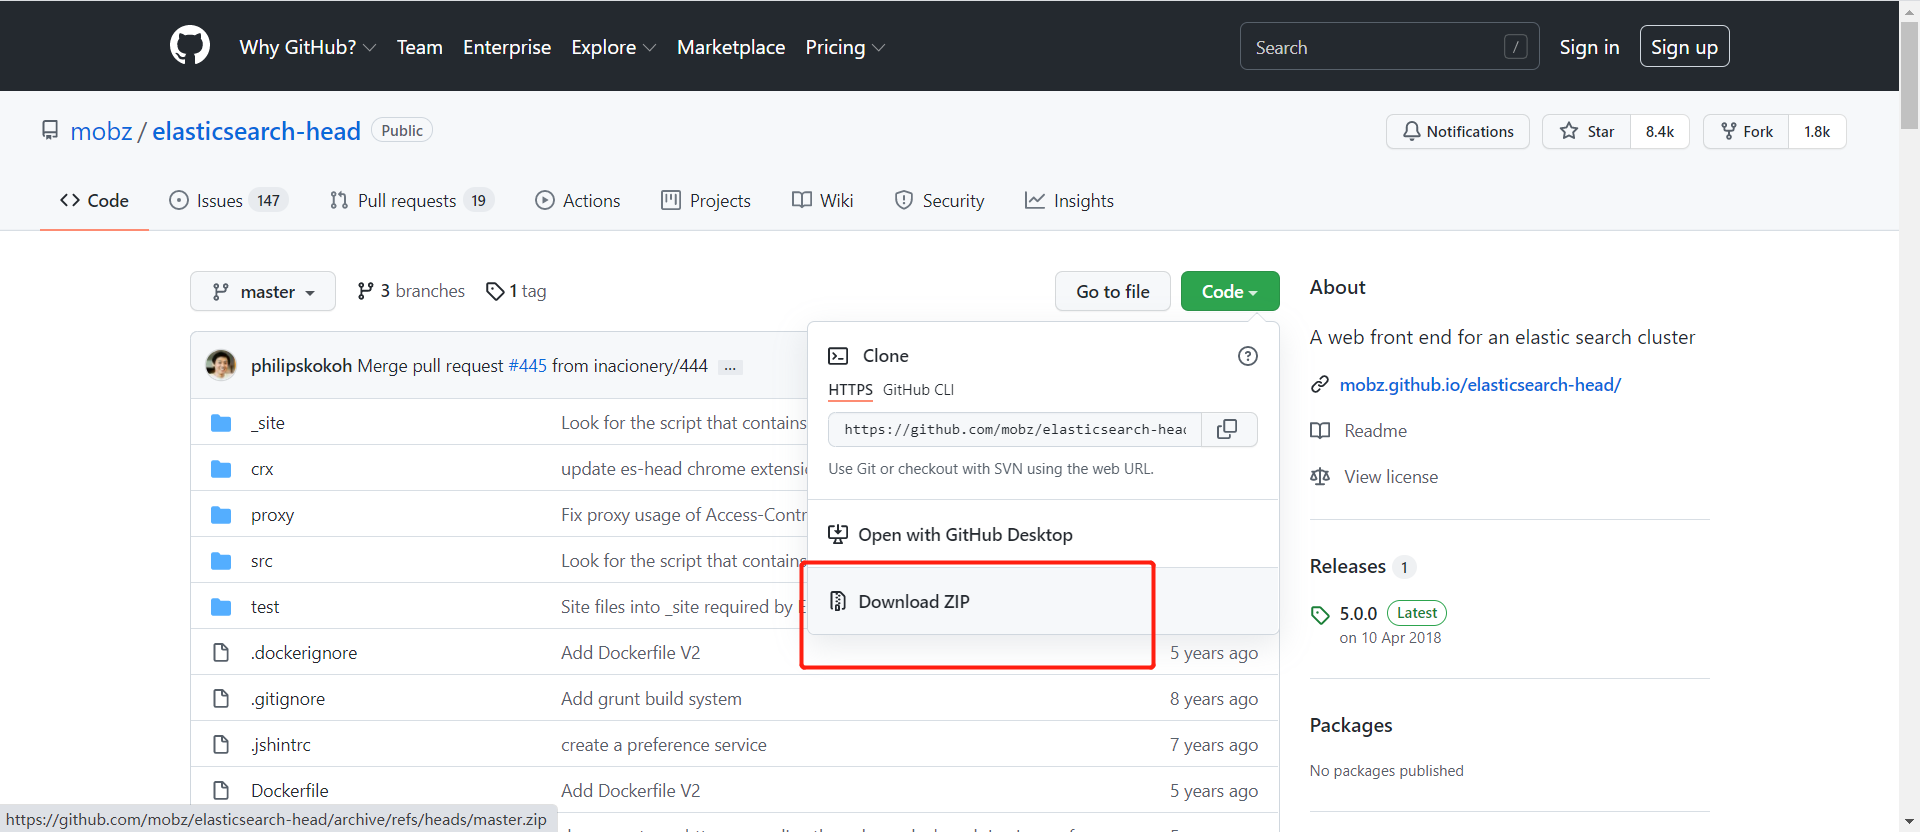 Why GitHub? Team Enterprise Explore Marketplace Pricing Search / Sign in Sign up
mobz / elasticsearch-head Public Notifications Star 8.4k Fork 1.8k
Code Issues 147 Pull requests 19 Actions Projects Wiki Security Insights
master 3 branches 1 tag Go to file Code
philipskokoh Merge pull request #445 from inacionery/444 ...
_site Look for the script that contains
crx update es-head chrome extensi
proxy Fix proxy usage of Access-Contr
src Look for the script that contains
test Site files into _site required by E
.dockerignore Add Dockerfile V2 5 years ago
.gitignore Add grunt build system 8 years ago
.jshintrc create a preference service 7 years ago
Dockerfile Add Dockerfile V2 5 years ago
Clone
HTTPS GitHub CLI
https://github.com/mobz/elasticsearch-head
Use Git or checkout with SVN using the web URL.
Open with GitHub Desktop
Download ZIP
About
A web front end for an elastic search cluster
mobz.github.io/elasticsearch-head/
Readme
View license
Releases 1
5.0.0 Latest
on 10 Apr 2018
Packages
No packages published
https://github.com/mobz/elasticsearch-head/archive/refs/heads/master.zip